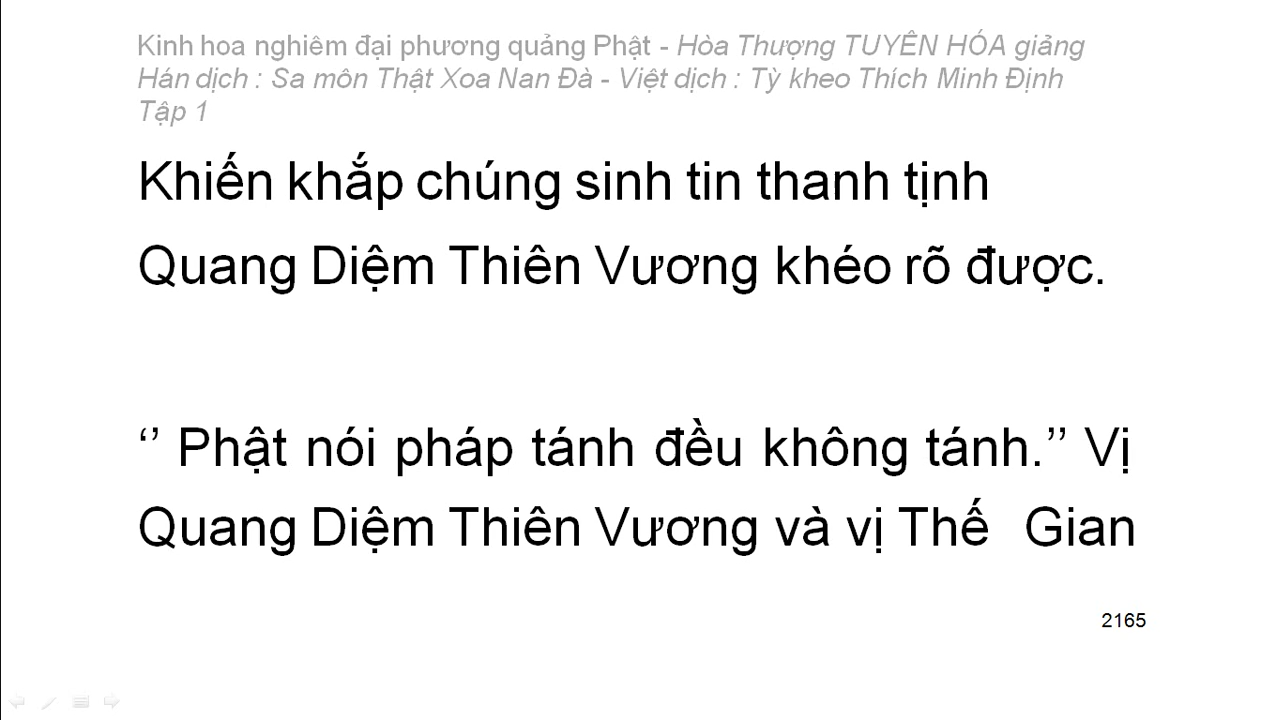 Kinh hoa nghiêm đại phương quảng Phật - Hòa Thượng TUYÊN HÓA giảng
Hán dịch : Sa môn Thật Xoa Nan Đà - Việt dịch : Tỳ kheo Thích Minh Định
Tập 1
Khiến khắp chúng sinh tin thanh tịnh
Quang Diệm Thiên Vương khéo rõ được.
‘’ Phật nói pháp tánh đều không tánh.’’ Vị
Quang Diệm Thiên Vương và vị Thế Gian
2165